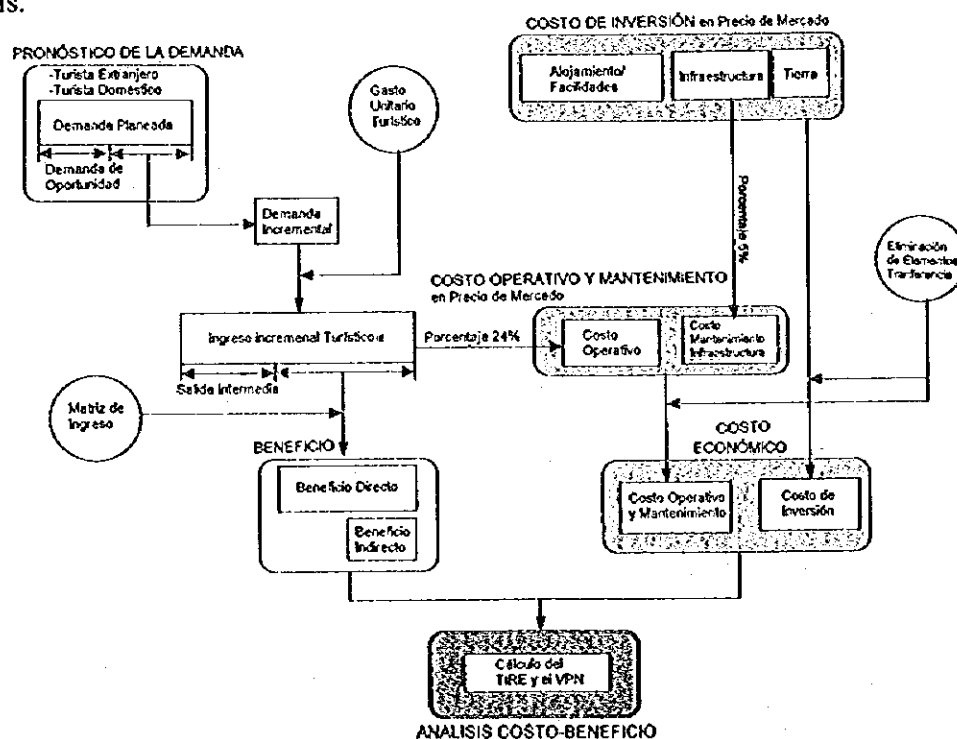 is.
COSTO DE INVERSIÓN en Precio de Mercado
PRONÓSTICO DE LA DEMANDA
-Turista Extranjero
-Turista Doméstico
Demanda Planeada
Demanda de
Oportunidad
Gasto
Unitario
Turístico
Alojamiento/
Facilidades
Infraestructura
Tierra
Demanda
Incremental
Porcentaje 5%
Eliminación
de Elementos
Tranferencia
COSTO OPERATIVO Y MANTENIMIENTO
en Precio de Mercado
Ingreso Incremenal Turístico
Porcentaje 24%
Costo
Operativo
Costo
Mantenimiento
Infraestructura
Salida Intermedia
Matriz de
Ingreso
BENEFICIO
Beneficio Directo
Beneficio
Indirecto
COSTO
ECONÓMICO
Costo Operativo
y Mantenimiento
Costo de
Inversión
Cálculo del
TIRE y el VPN
ANALISIS COSTO-BENEFICIO